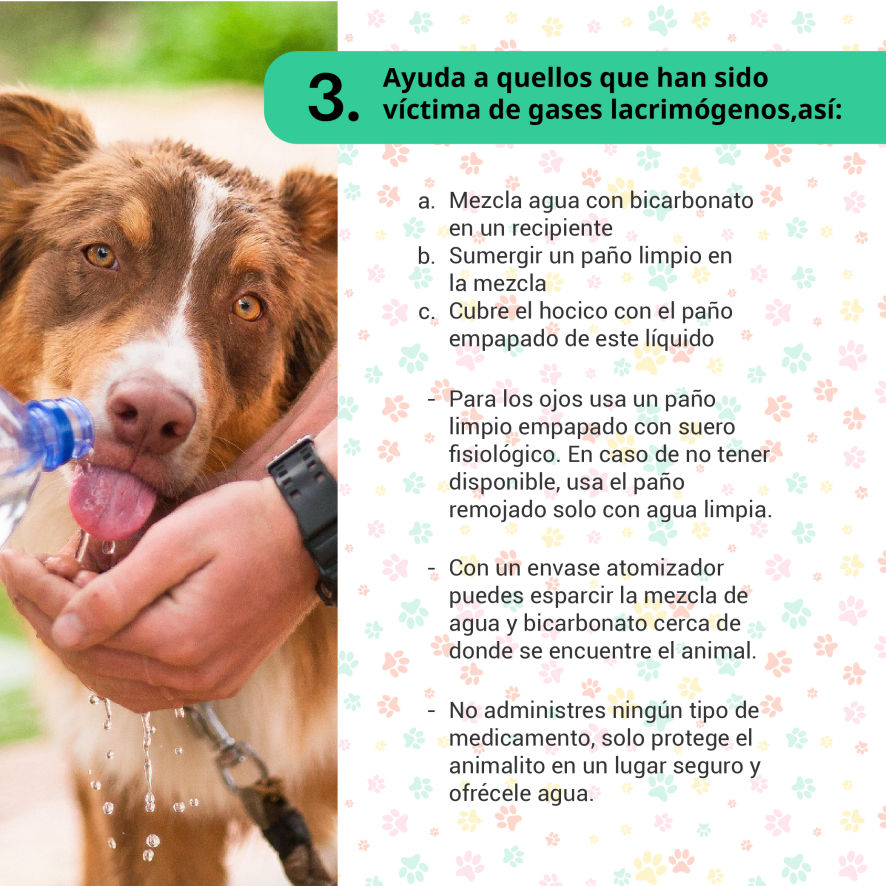 3.
Ayuda a quellos que han sido
víctima de gases lacrimógenos,así:
a. Mezcla agua con bicarbonato
en un recipiente
b. Sumergir un paño limpio en
la mezcla
c. Cubre el hocico con el paño
empapado de este líquido
- Para los ojos usa un paño
limpio empapado con suero
fisiológico. En caso de no tener
disponible, usa el paño
remojado solo con agua limpia.
- Con un envase atomizador
puedes esparcir la mezcla de
agua y bicarbonato cerca de
donde se encuentre el animal.
- No administres ningún tipo de
medicamento, solo protege el
animalito en un lugar seguro y
ofrécele agua.